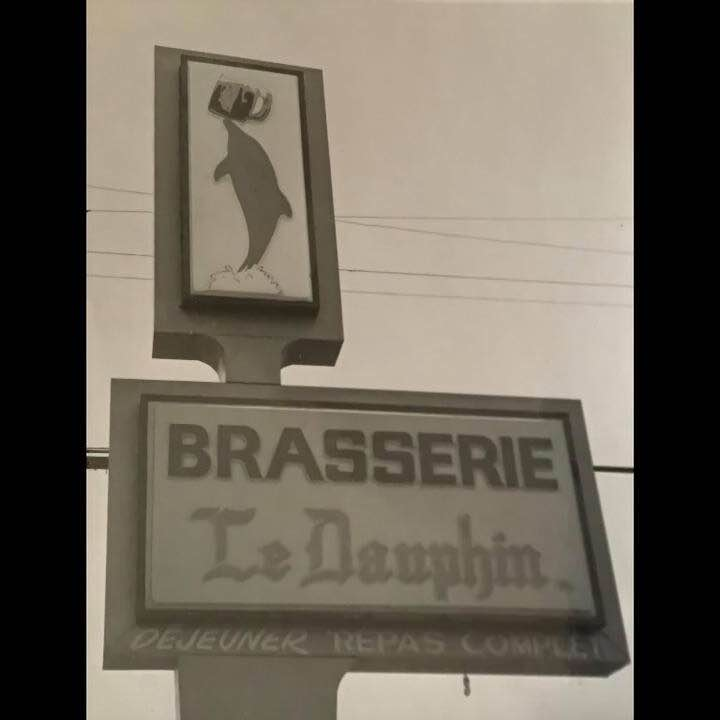 BRASSERIE
Le Dauphin
DEJEUNER REPAS COMPLET